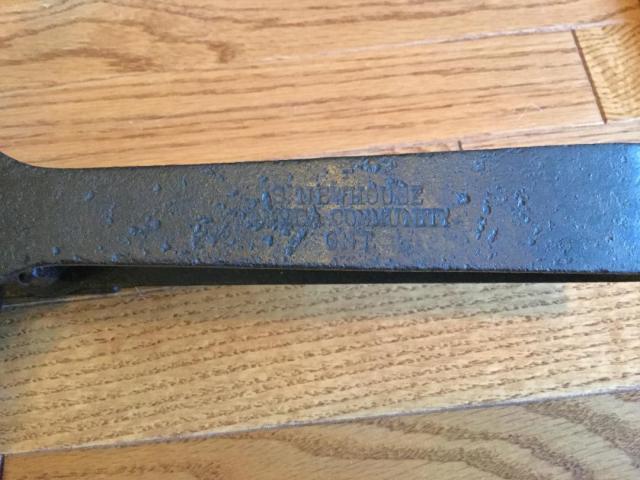 S. NEWHOUSE
ONEIDA COMMUNITY
ONT.